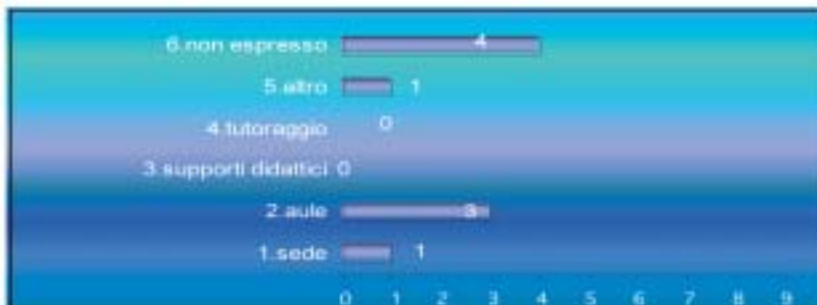 6.non espresso 4
5.altro 1
4.tutoraggio 0
3.supporti didattici 0
2.aule 3
1.sede 1
0 1 2 3 4 5 6 7 8 9